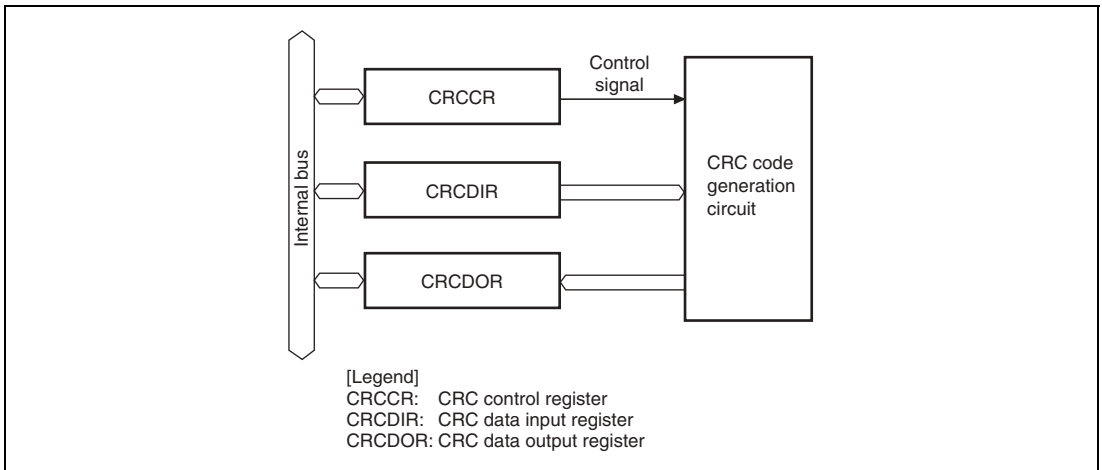 Control
signal
CRCCR
Internal bus
CRCDIR
CRC code
generation
circuit
CRCDOR
[Legend]
CRCCR: CRC control register
CRCDIR: CRC data input register
CRCDOR: CRC data output register